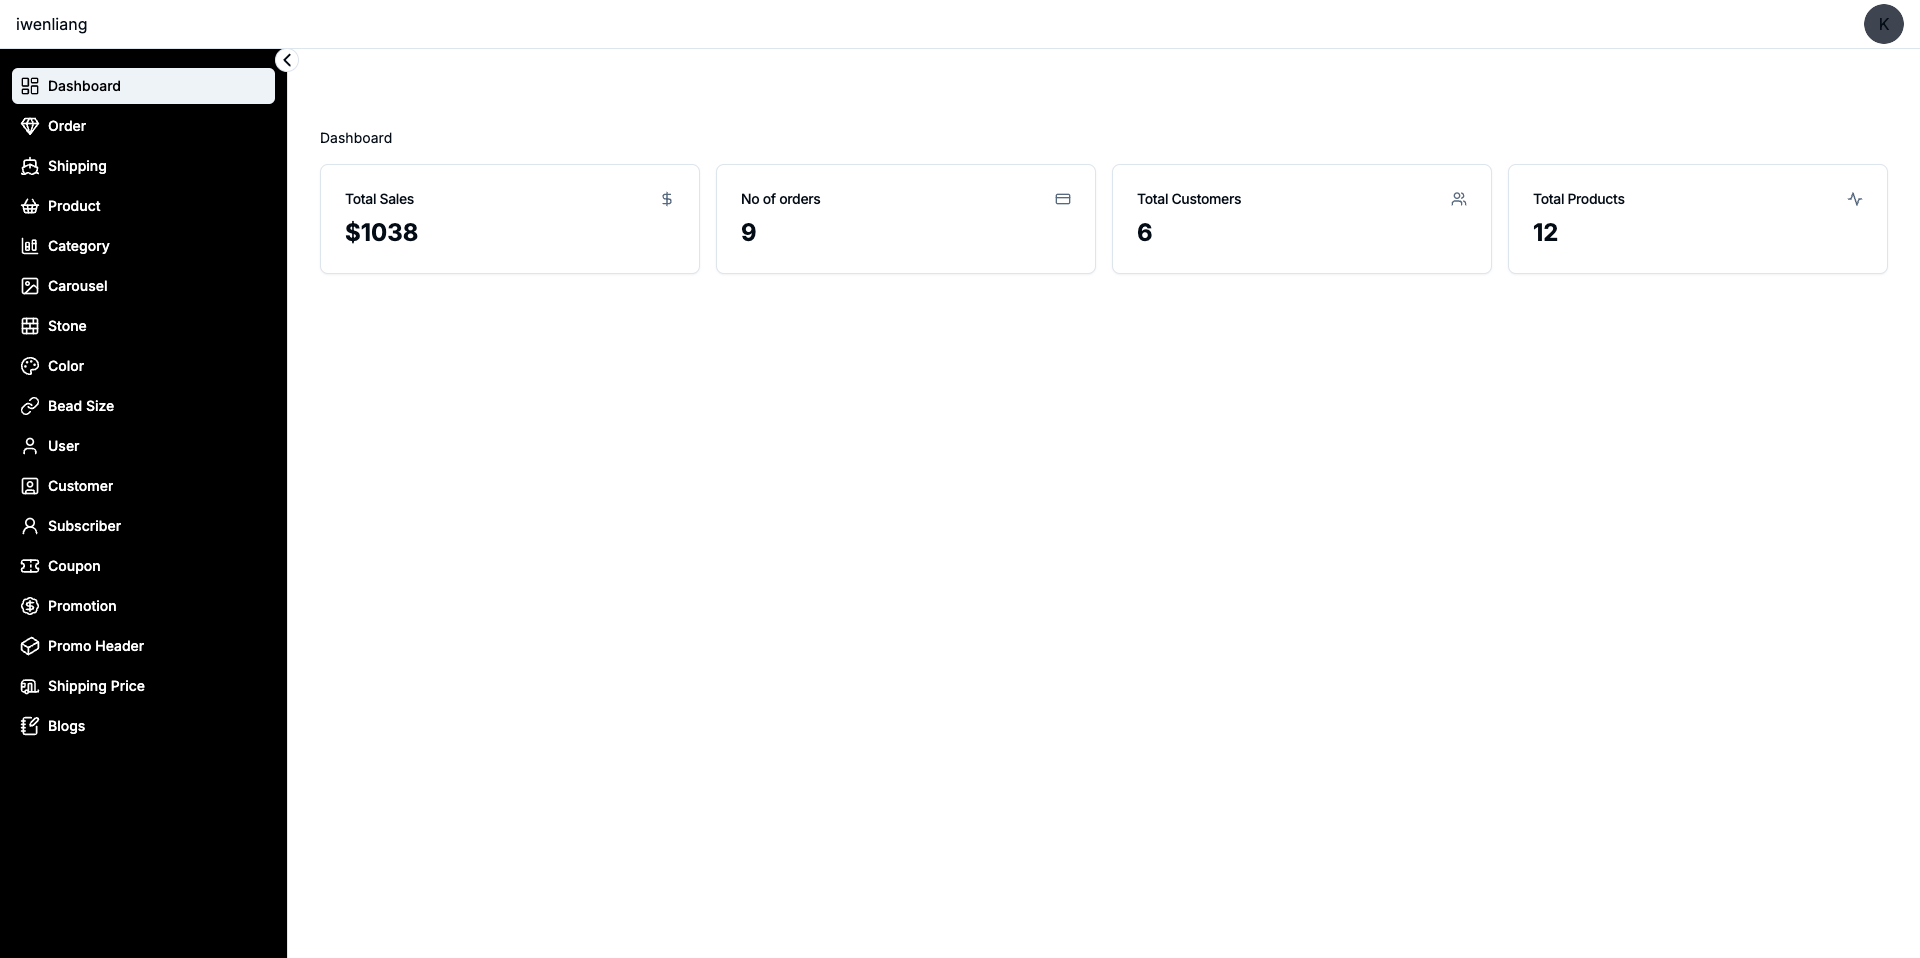 iwenliang
K
Dashboard
Order
Shipping
Product
Category
Carousel
Stone
Color
Bead Size
User
Customer
Subscriber
Coupon
Promotion
Promo Header
Shipping Price
Blogs
Dashboard
Total Sales
$1038
No of orders
9
Total Customers
6
Total Products
12